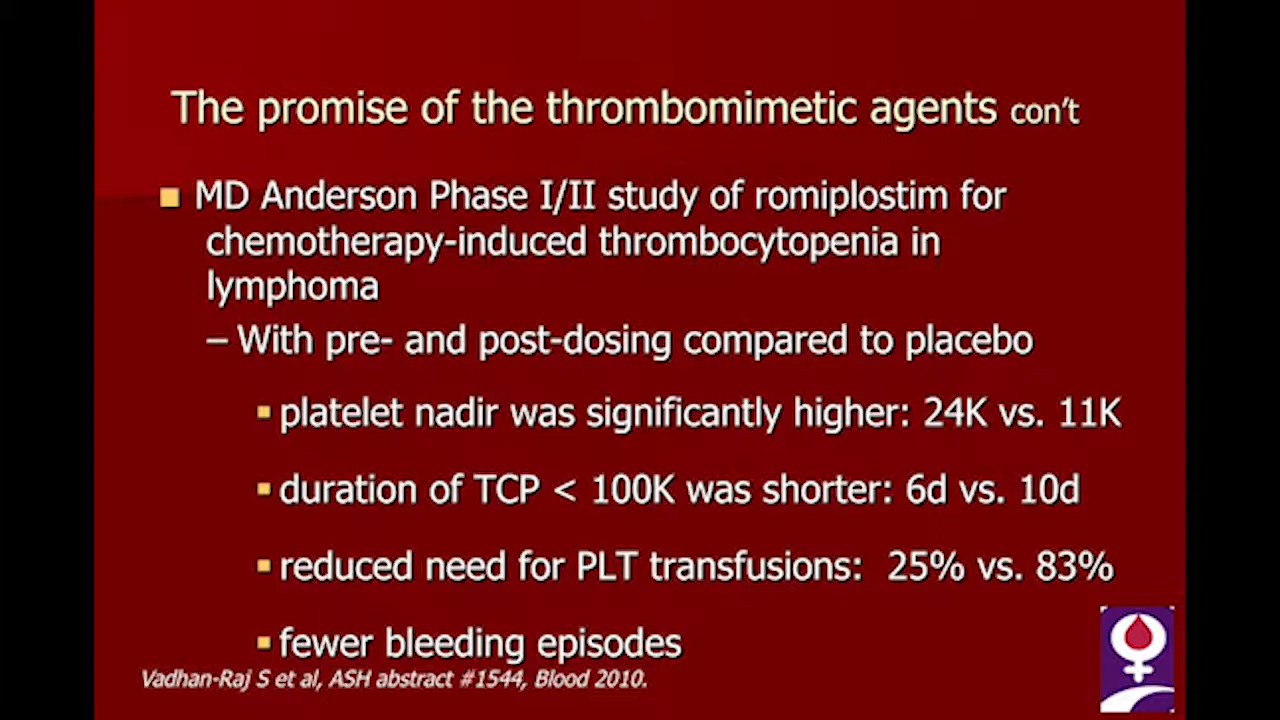 The promise of the thrombomimetic agents con't
MD Anderson Phase I/II study of romiplostim for
chemotherapy-induced thrombocytopenia in
lymphoma
– With pre- and post-dosing compared to placebo
platelet nadir was significantly higher: 24K vs. 11K
duration of TCP < 100K was shorter: 6d vs. 10d
reduced need for PLT transfusions: 25% vs. 83%
fewer bleeding episodes
Vadhan-Raj S et al, ASH abstract #1544, Blood 2010.